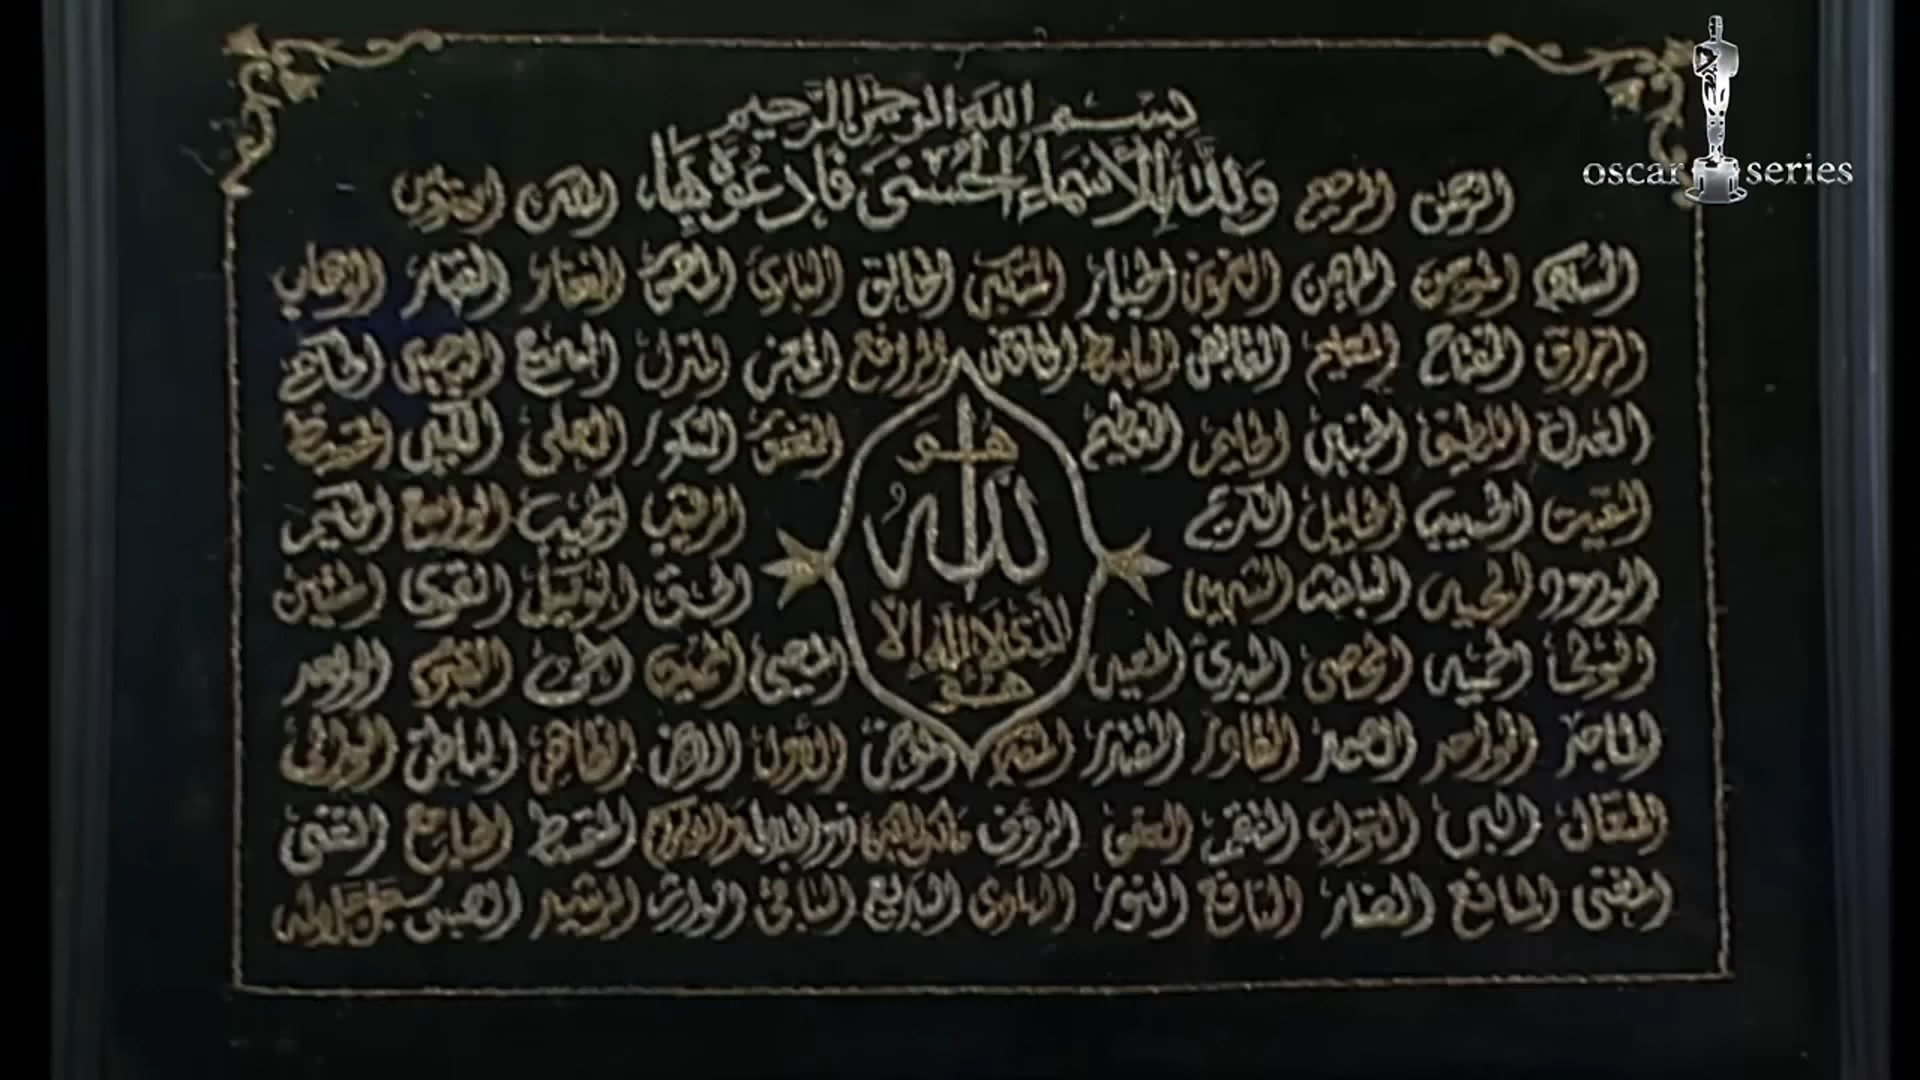 بسم الله الرحمن الرحيم
الرحمن الرحيم ولله الأسماء الحسنى فادعوه بها الملك القدوس
السلام المؤمن المهيمن العزيز الجبار المتكبر الخالق البارئ المصور الغفار القهار الوهاب
الرزاق الفتاح العليم القابض الباسط الخافض الرافع المعز المذل السميع البصير الحكم
العدل اللطيف الخبير الحليم العظيم الغفور الشكور العلي الكبير الحفيظ
المقيت الحسيب الجليل الكريم الرقيب المجيب الواسع الحكيم
الودود المجيد الباعث الشهيد الحق الوكيل القوي المتين
الولي الحميد المحصي المبدئ المعيد المحيي المميت الحي القيوم الواجد
الماجد الواحد الصمد القادر المقتدر المقدم المؤخر الأول الآخر الظاهر الباطن الوالي
المتعال البر التواب المنتقم العفو الرؤف مالك الملك ذو الجلال والإكرام المقسط الجامع الغني
المغني المانع الضار النافع النور الهادي البديع الباقي الوارث الرشيد الصبور جل جلاله
هو
الله
الذي لا إله إلا
هو
oscar series